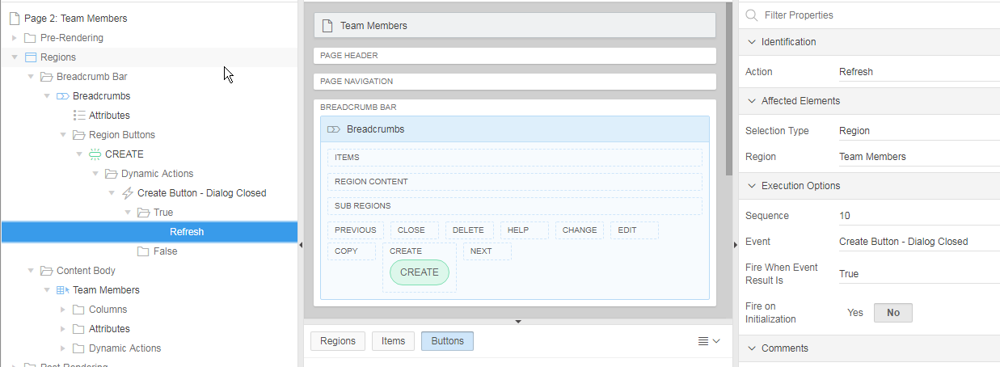 Page 2: Team Members
Pre-Rendering
Regions
Breadcrumb Bar
Breadcrumbs
Attributes
Region Buttons
CREATE
Dynamic Actions
Create Button - Dialog Closed
True
Refresh
False
Content Body
Team Members
Columns
Attributes
Dynamic Actions
Post-Rendering
Team Members
PAGE HEADER
PAGE NAVIGATION
BREADCRUMB BAR
Breadcrumbs
ITEMS
REGION CONTENT
SUB REGIONS
PREVIOUS CLOSE DELETE HELP CHANGE EDIT
COPY CREATE NEXT
CREATE
Regions Items Buttons
Filter Properties
Identification
Action Refresh
Affected Elements
Selection Type Region
Region Team Members
Execution Options
Sequence 10
Event Create Button - Dialog Closed
Fire When Event
Result Is True
Fire on
Initialization Yes No
Comments